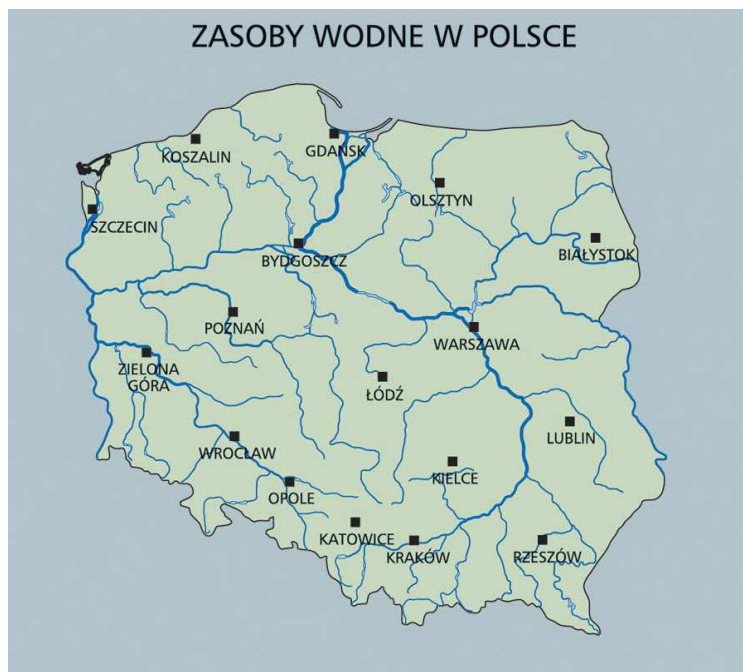 ZASOBY WODNE W POLSCE
GDAŃSK
KOSZALIN
OLSZTYN
SZCZECIN
BIAŁYSTOK
BYDGOSZCZ
POZNAŃ
WARSZAWA
ZIELONA
GÓRA
ŁÓDŹ
LUBLIN
WROCŁAW
KIELCE
OPOLE
KATOWICE
KRAKÓW
RZESZÓW